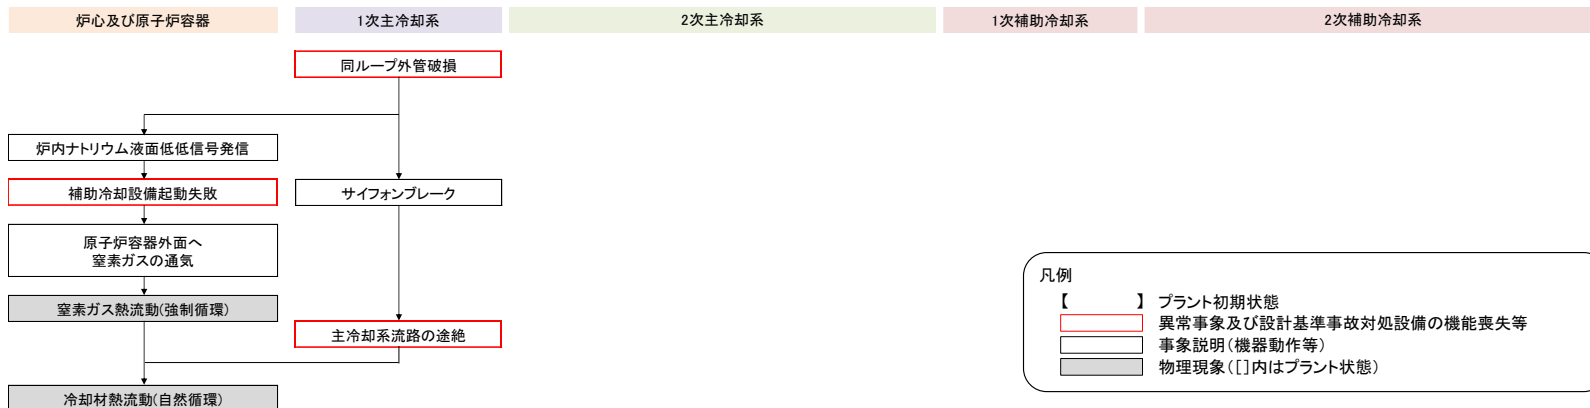 炉心及び原子炉容器
1次主冷却系
2次主冷却系
1次補助冷却系
2次補助冷却系
同ループ外管破損
炉内ナトリウム液面低低信号発信
補助冷却設備起動失敗
サイフォンブレーク
原子炉容器外面へ
窒素ガスの通気
窒素ガス熱流動(強制循環)
主冷却系流路の途絶
冷却材熱流動(自然循環)
凡例
【 】 プラント初期状態
異常事象及び設計基準事故対処設備の機能喪失等
事象説明(機器動作等)
物理現象([]内はプラント状態)